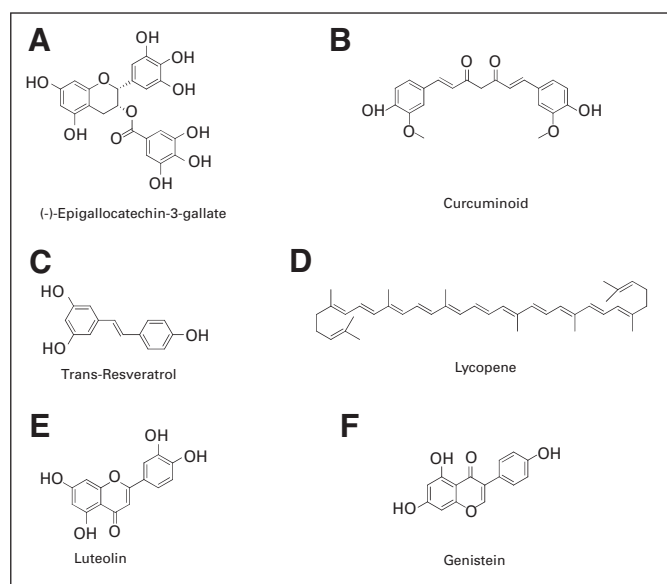 A
OH
OH
OH
HO
O
O
OH
O
OH
OH
OH
(-)-Epigallocatechin-3-gallate
B
O O
OH
O
OH
O
Curcuminoid
C
HO
OH
HO
Trans-Resveratrol
D
Lycopene
E
OH
OH
HO
O
OH O
Luteolin
F
OH
OH O
HO
O
Genistein